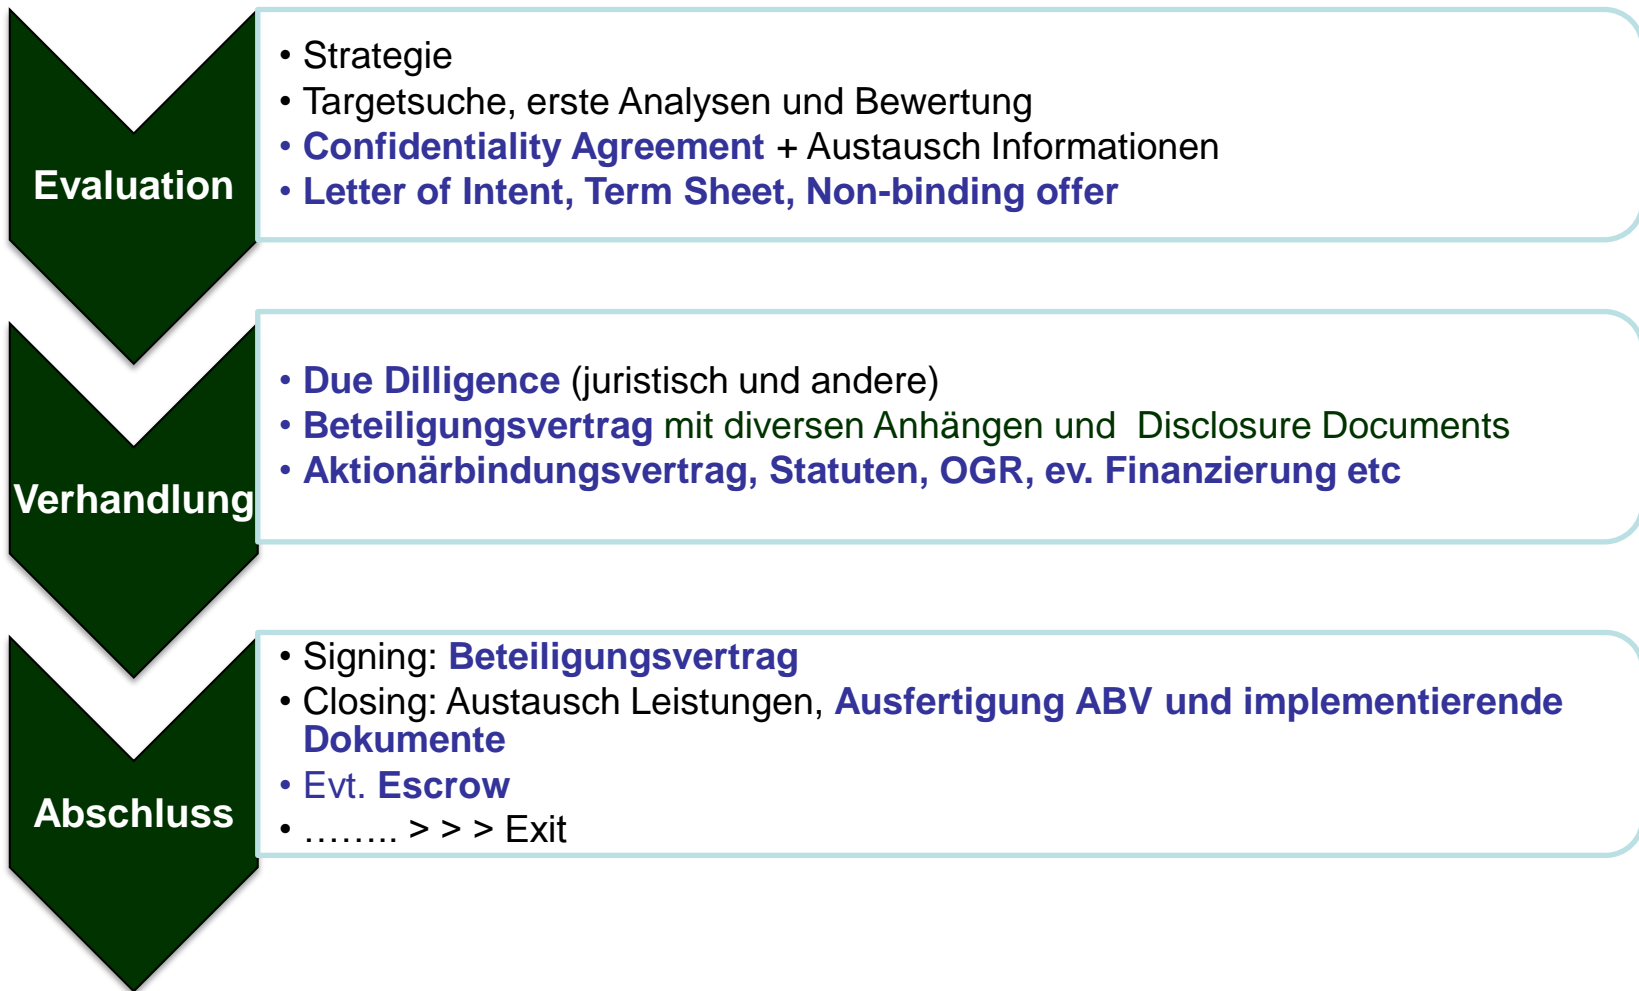 Evaluation
• Strategie
• Targetsuche, erste Analysen und Bewertung
• Confidentiality Agreement + Austausch Informationen
• Letter of Intent, Term Sheet, Non-binding offer
Verhandlung
• Due Dilligence (juristisch und andere)
• Beteiligungsvertrag mit diversen Anhängen und  Disclosure Documents
• Aktionärbindungsvertrag, Statuten, OGR, ev. Finanzierung etc
Abschluss
• Signing: Beteiligungsvertrag
• Closing: Austausch Leistungen, Ausfertigung ABV und implementierende
Dokumente
• Evt. Escrow
• …….. > > > Exit